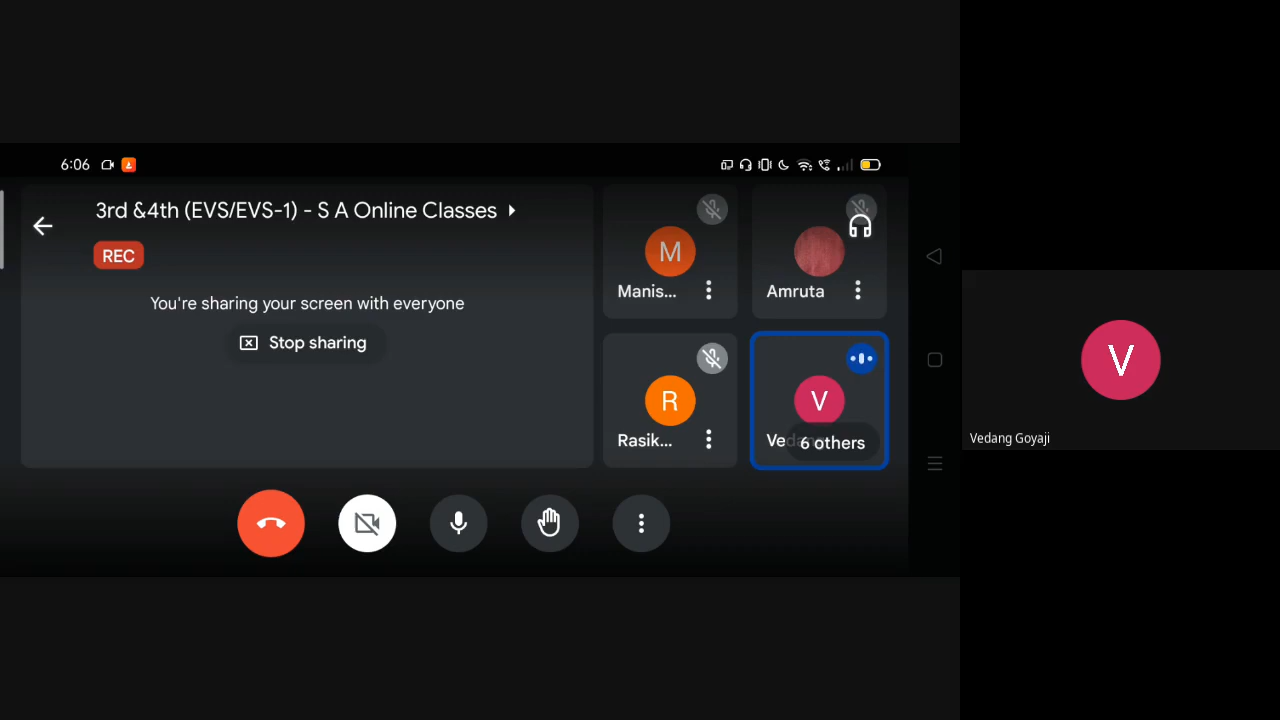 6:06
3rd &4th (EVS/EVS-1) - S A Online Classes
REC
You're sharing your screen with everyone
Stop sharing
M
Manis...
Amruta
R
Rasik...
V
6 others
V
Vedang Goyaji